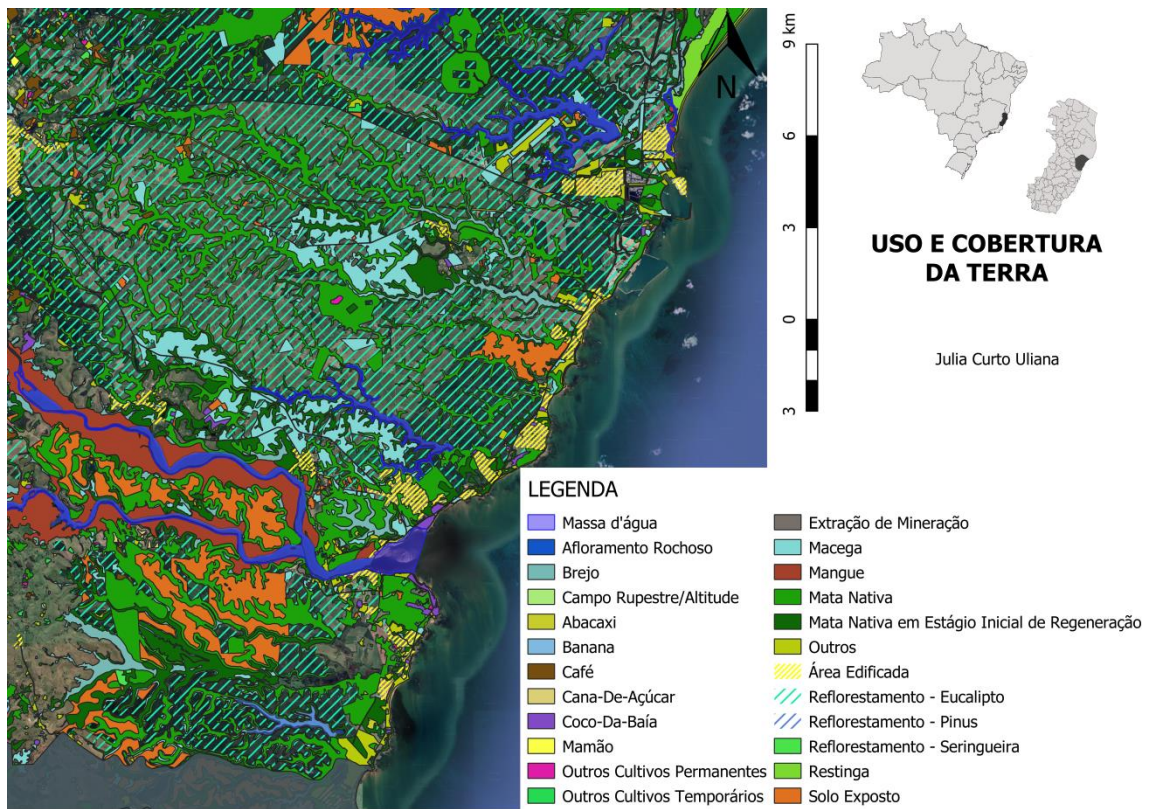 N
9 km
6
3
0
3
USO E COBERTURA
DA TERRA
Julia Curto Uliana
LEGENDA
Massa d'água
Afloramento Rochoso
Brejo
Campo Rupestre/Altitude
Abacaxi
Banana
Café
Cana-De-Açúcar
Coco-Da-Baía
Mamão
Outros Cultivos Permanentes
Outros Cultivos Temporários
Extração de Mineração
Macega
Mangue
Mata Nativa
Mata Nativa em Estágio Inicial de Regeneração
Outros
Área Edificada
Reflorestamento - Eucalipto
Reflorestamento - Pinus
Reflorestamento - Seringueira
Restinga
Solo Exposto